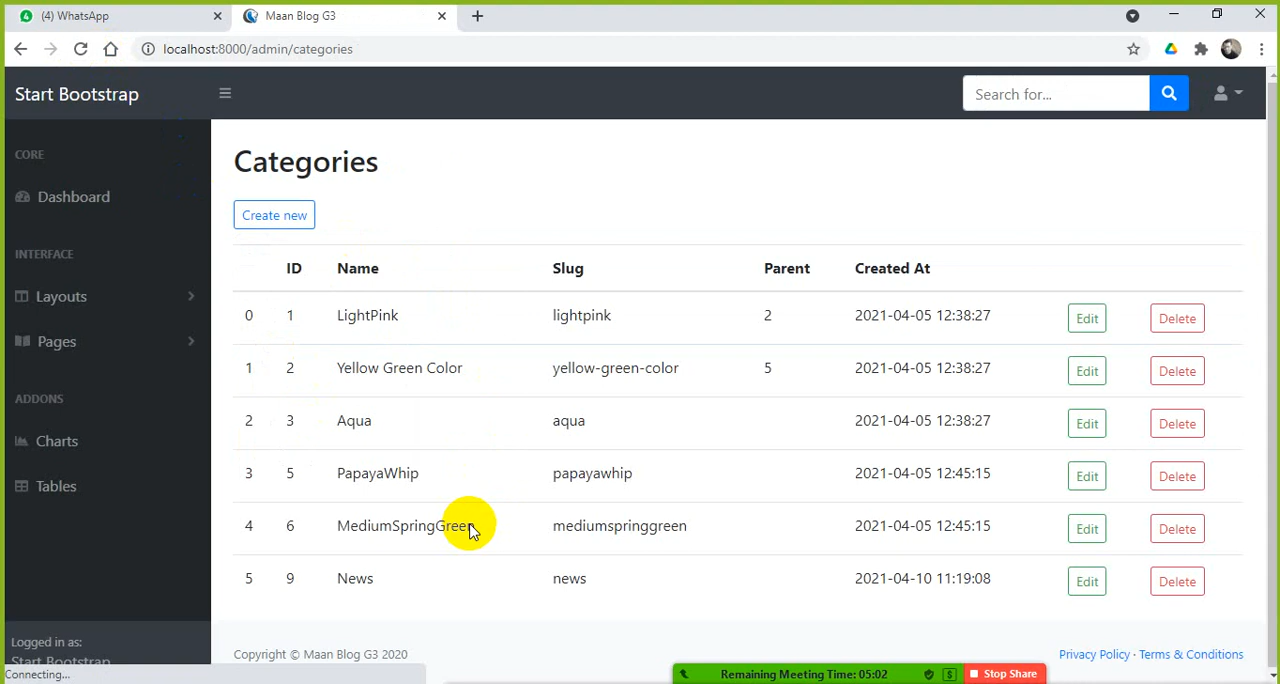 (4) WhatsApp
Maan Blog G3
localhost:8000/admin/categories
Start Bootstrap
Search for...
CORE
Dashboard
INTERFACE
Layouts
Pages
ADDONS
Charts
Tables
Logged in as:
Start Bootstrap
Connecting...
Categories
Create new
ID Name Slug Parent Created At
0 1 LightPink lightpink 2 2021-04-05 12:38:27 Edit Delete
1 2 Yellow Green Color yellow-green-color 5 2021-04-05 12:38:27 Edit Delete
2 3 Aqua aqua 2021-04-05 12:38:27 Edit Delete
3 5 PapayaWhip papayawhip 2021-04-05 12:45:15 Edit Delete
4 6 MediumSpringGreen mediumspringgreen 2021-04-05 12:45:15 Edit Delete
5 9 News news 2021-04-10 11:19:08 Edit Delete
Copyright © Maan Blog G3 2020
Privacy Policy · Terms & Conditions
Remaining Meeting Time: 05:02
Stop Share